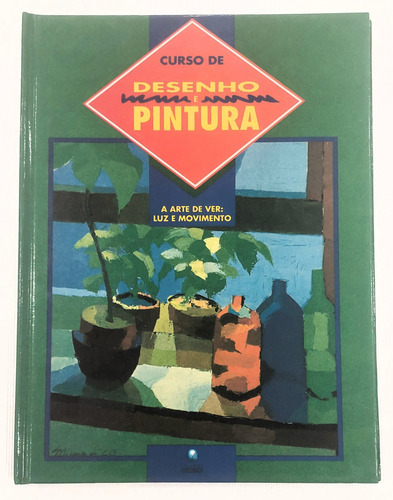 CURSO DE
DESENHO
E
PINTURA
A ARTE DE VER:
LUZ E MOVIMENTO